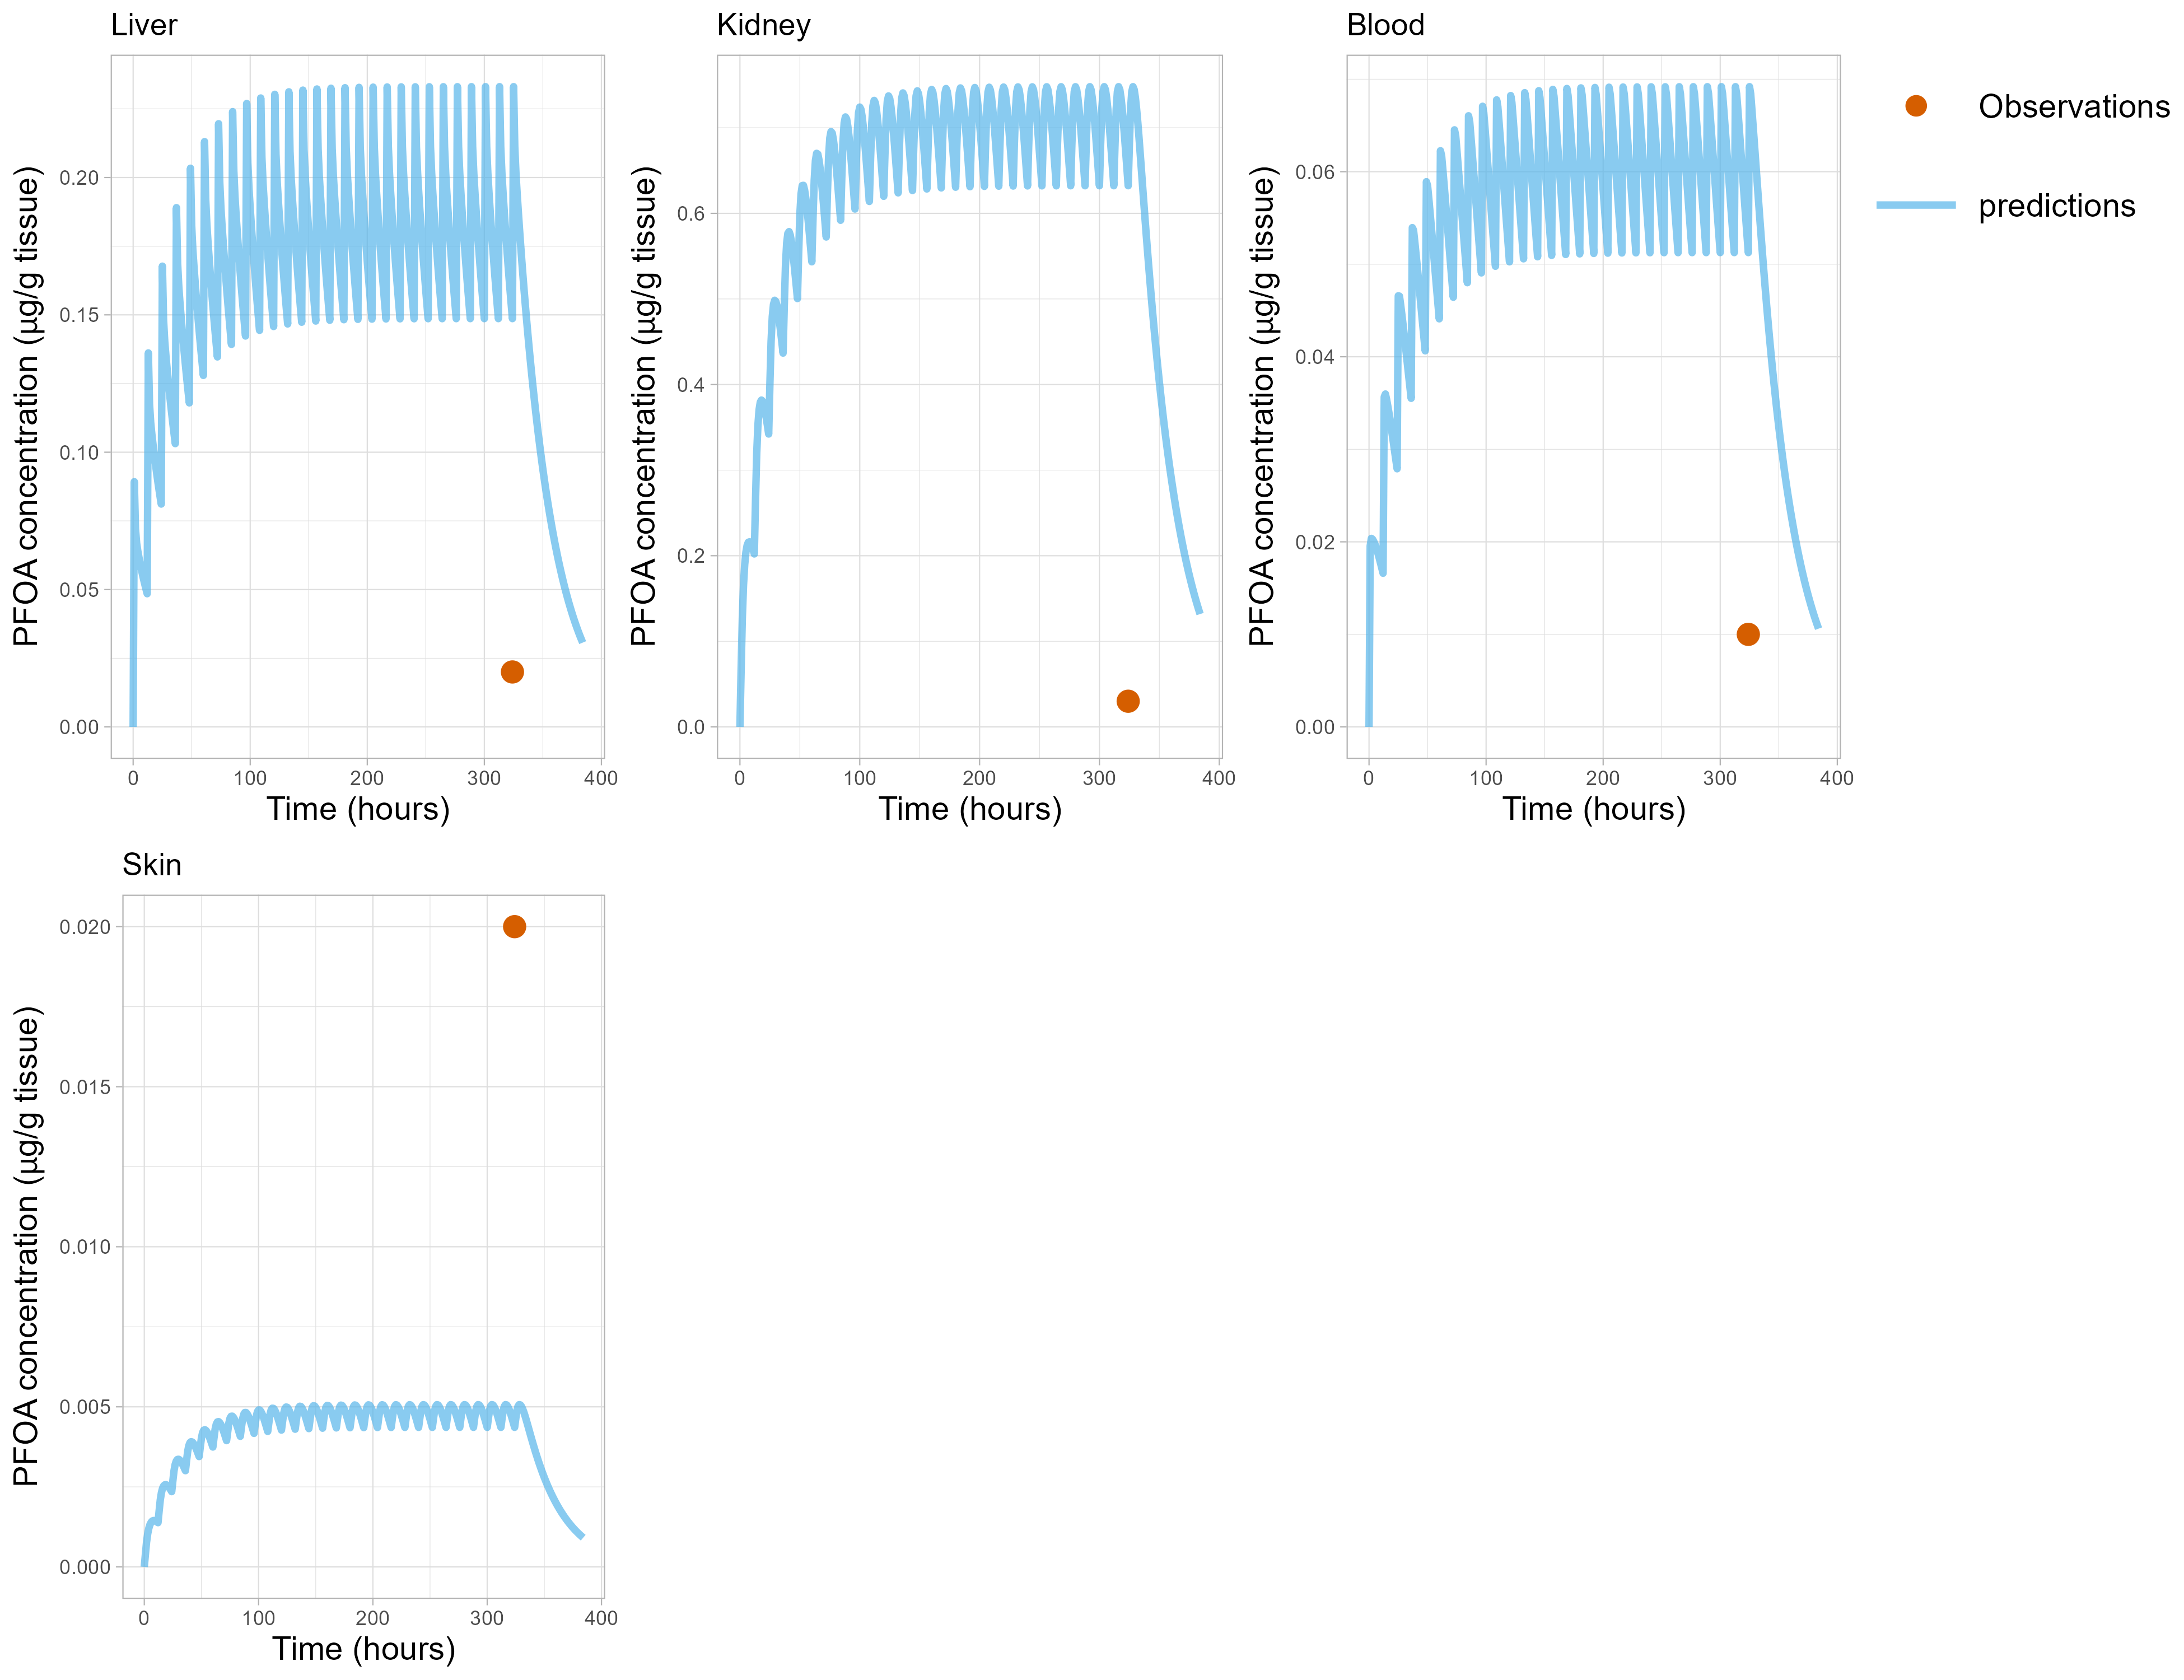 Liver
PFOA concentration (µg/g tissue)
0.20
0.15
0.10
0.05
0.00
0 100 200 300 400
Time (hours)
Kidney
PFOA concentration (µg/g tissue)
0.6
0.4
0.2
0.0
0 100 200 300 400
Time (hours)
Blood
PFOA concentration (µg/g tissue)
0.06
0.04
0.02
0.00
0 100 200 300 400
Time (hours)
Observations
predictions
Skin
PFOA concentration (µg/g tissue)
0.020
0.015
0.010
0.005
0.000
0 100 200 300 400
Time (hours)